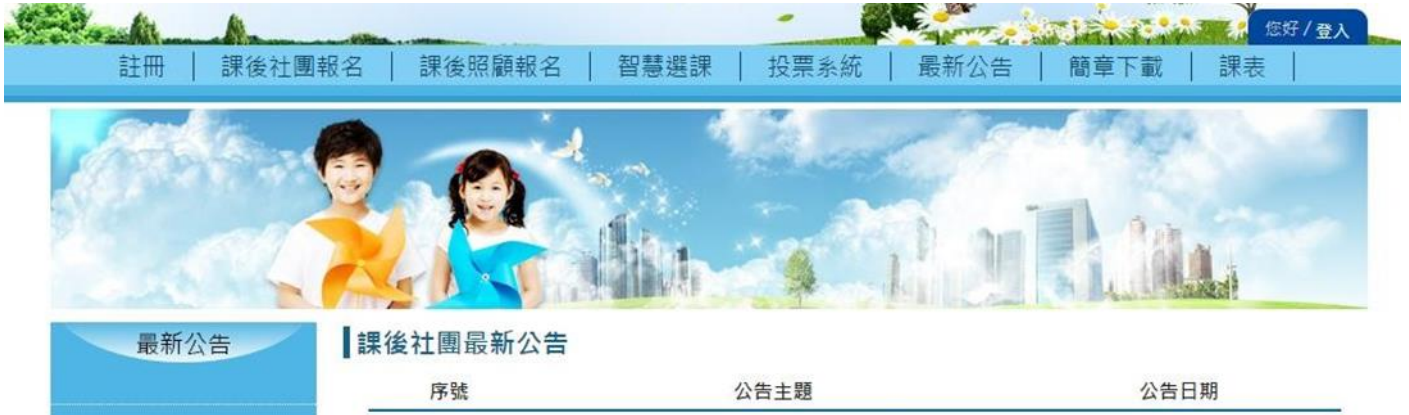 您好 / 登入
註冊 | 課後社團報名 | 課後照顧報名 | 智慧選課 | 投票系統 | 最新公告 | 簡章下載 | 課表 |
最新公告
課後社團最新公告
序號 公告主題 公告日期